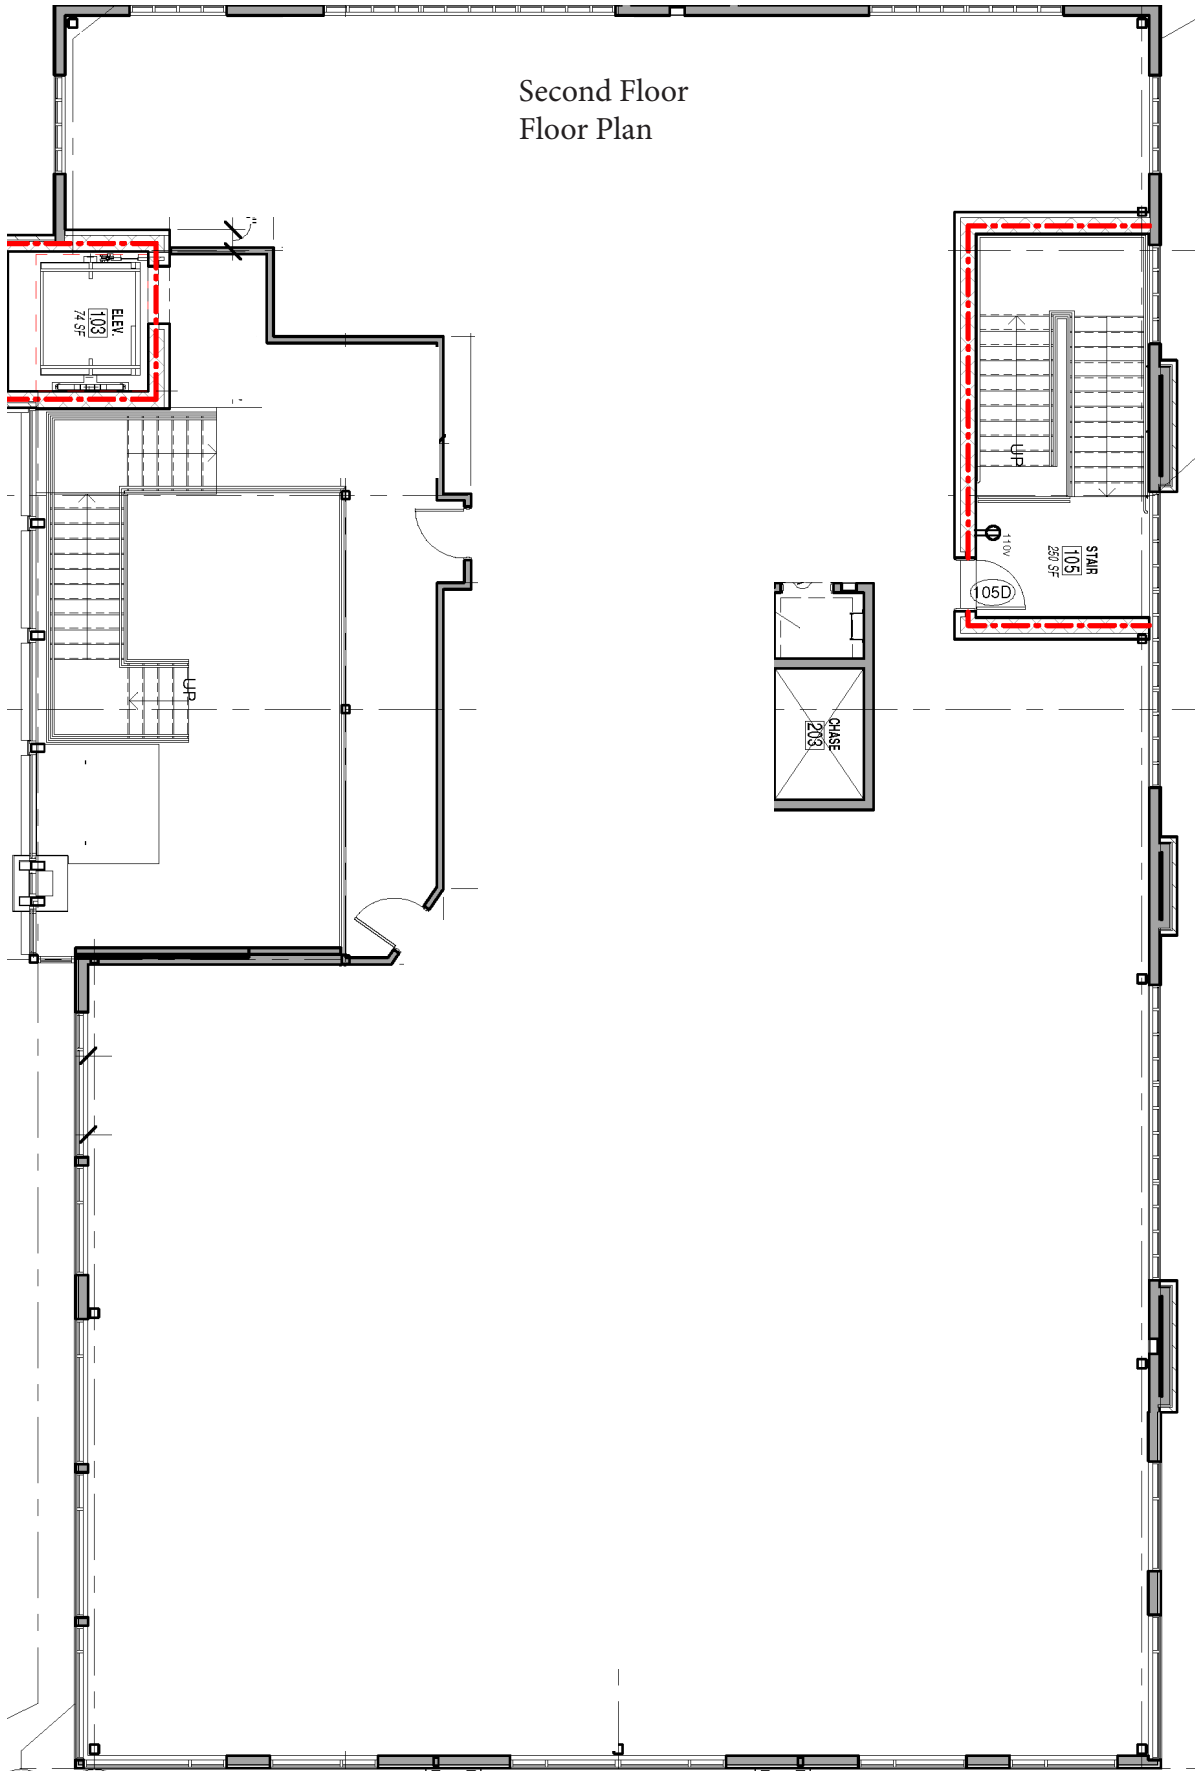 Second Floor
Floor Plan
ELEV.
103
74 SF
UP
110v
STAIR
105
250 SF
105D
UP
CHASE
203